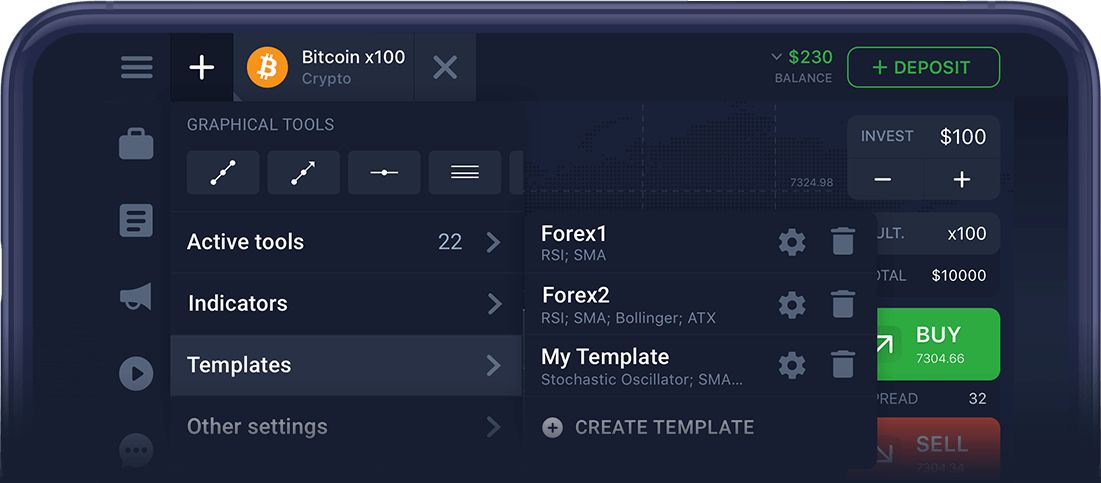 Bitcoin x100
Crypto
$230
BALANCE
+ DEPOSIT
GRAPHICAL TOOLS
INVEST $100
7324.98
− +
Active tools 22
Indicators
Templates
Other settings
Forex1
RSI; SMA
Forex2
RSI; SMA; Bollinger; ATX
My Template
Stochastic Oscillator; SMA...
CREATE TEMPLATE
ULT. x100
OTAL $10000
BUY
7304.66
PREAD 32
SELL
7304.34